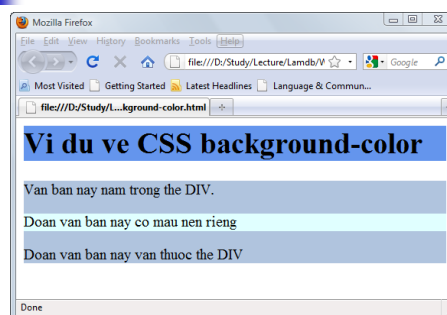 Mozilla Firefox
File Edit View History Bookmarks Tools Help
file:///D:/Study/Lecture/Lamdb/V Google
Most Visited Getting Started Latest Headlines Language & Commun...
file:///D:/Study/L...kground-color.html
Vi du ve CSS background-color
Van ban nay nam trong the DIV.
Doan van ban nay co mau nen rieng
Doan van ban nay van thuoc the DIV
Done